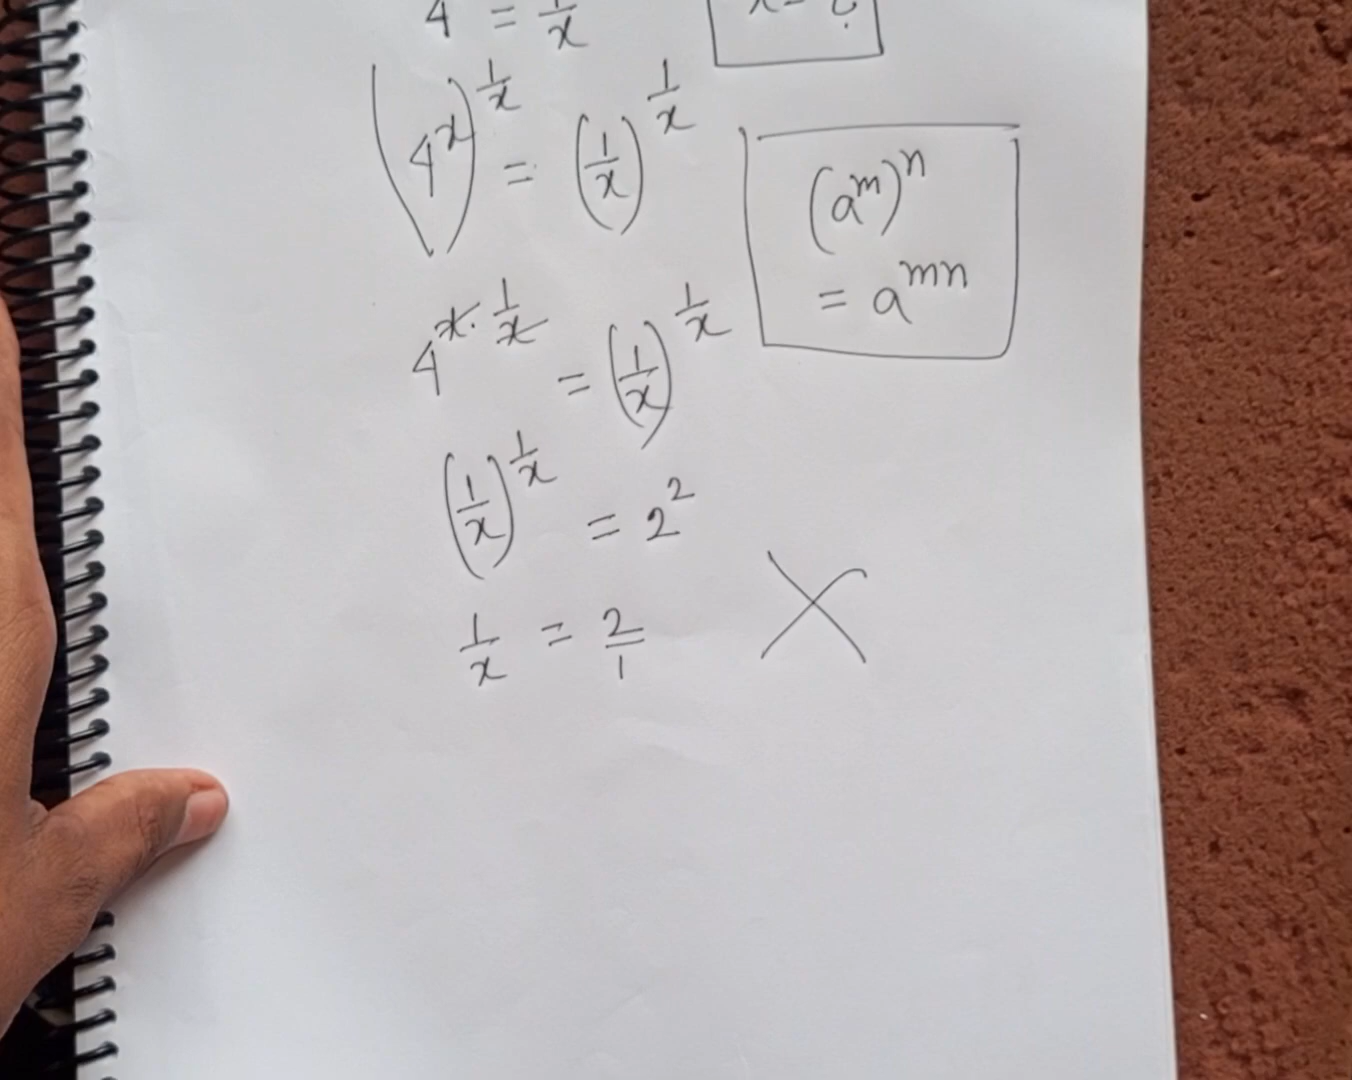 4 = 1/x
x = ?
(4^x)^(1/x) = (1/x)^(1/x)
(a^m)^n
= a^(mn)
4^(x·1/x) = (1/x)^(1/x)
(1/x)^(1/x) = 2^2
1/x = 2/1